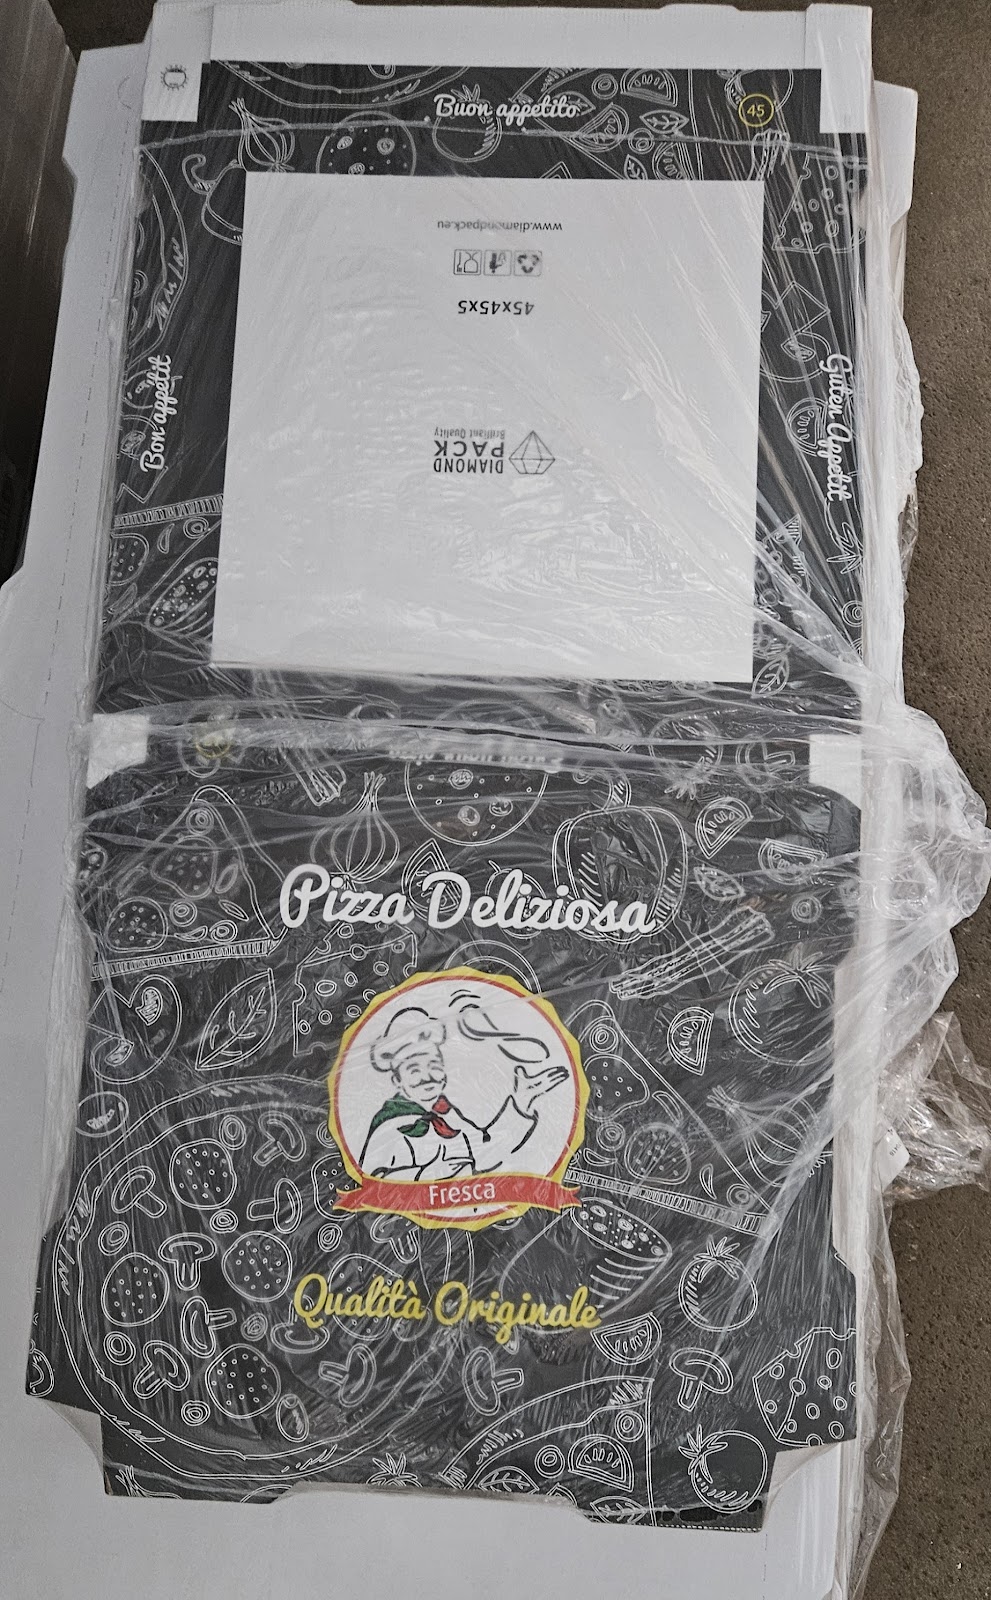 Buon appetito
45
www.diamondpack.eu
45x45x5
DIAMOND
PACK
Brilliant Quality
Bon appétit
Guten Appetit
Pizza Deliziosa
Fresca
Qualità Originale